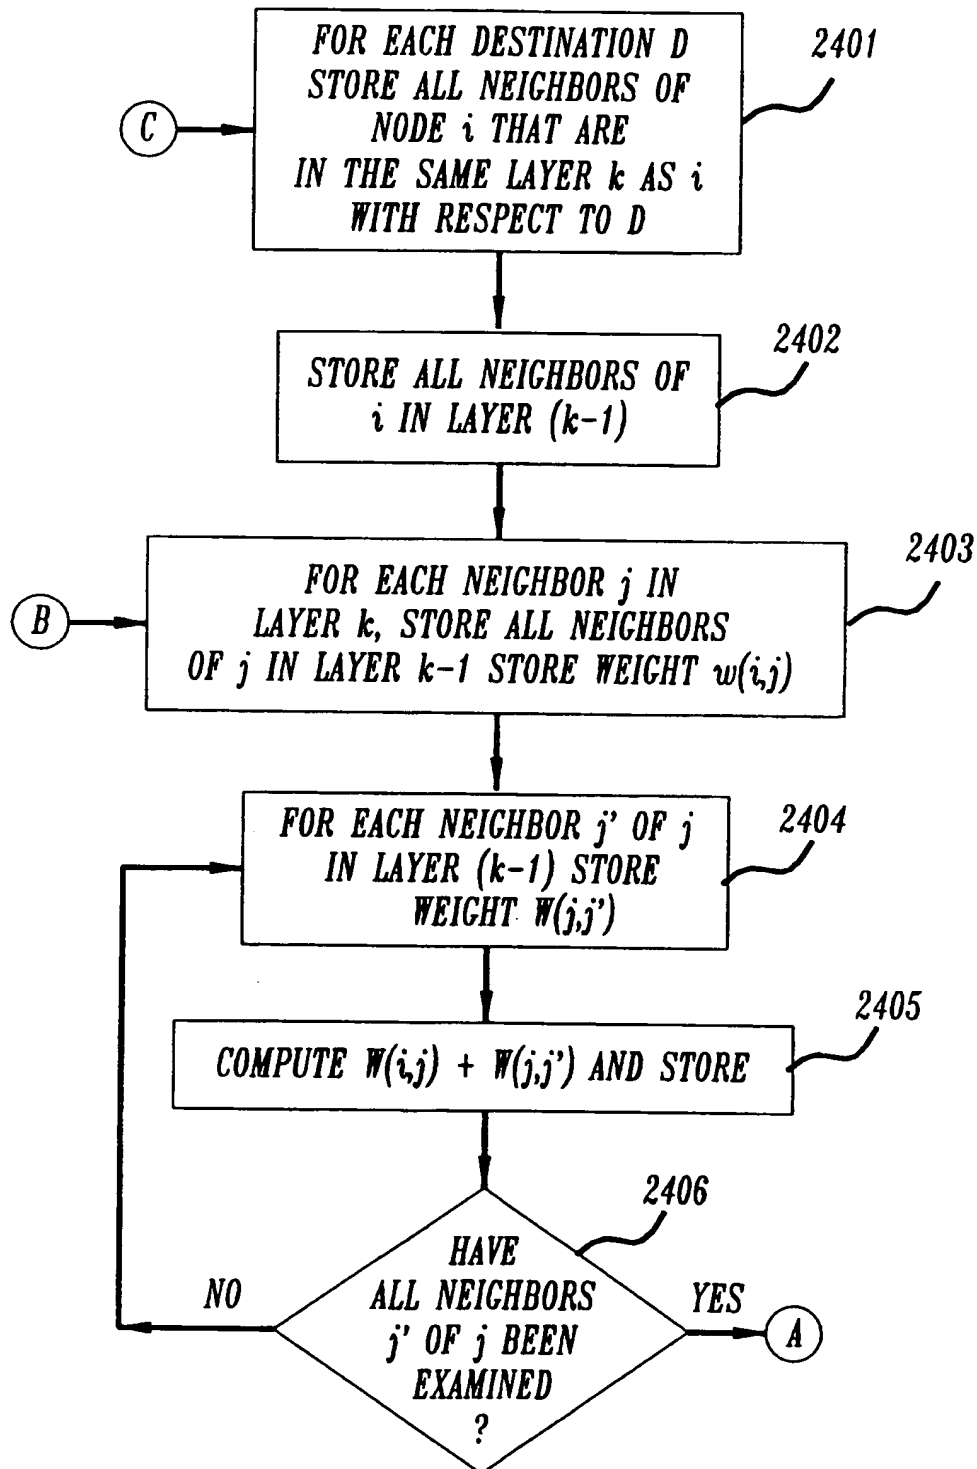 FOR EACH DESTINATION D
STORE ALL NEIGHBORS OF
NODE i THAT ARE
IN THE SAME LAYER k AS i
WITH RESPECT TO D
2401
C
STORE ALL NEIGHBORS OF
i IN LAYER (k-1)
2402
FOR EACH NEIGHBOR j IN
LAYER k, STORE ALL NEIGHBORS
OF j IN LAYER k-1 STORE WEIGHT w(i,j)
2403
B
FOR EACH NEIGHBOR j' OF j
IN LAYER (k-1) STORE
WEIGHT W(j,j')
2404
COMPUTE W(i,j) + W(j,j') AND STORE
2405
2406
HAVE
ALL NEIGHBORS
j' OF j BEEN
EXAMINED
?
NO
YES
A